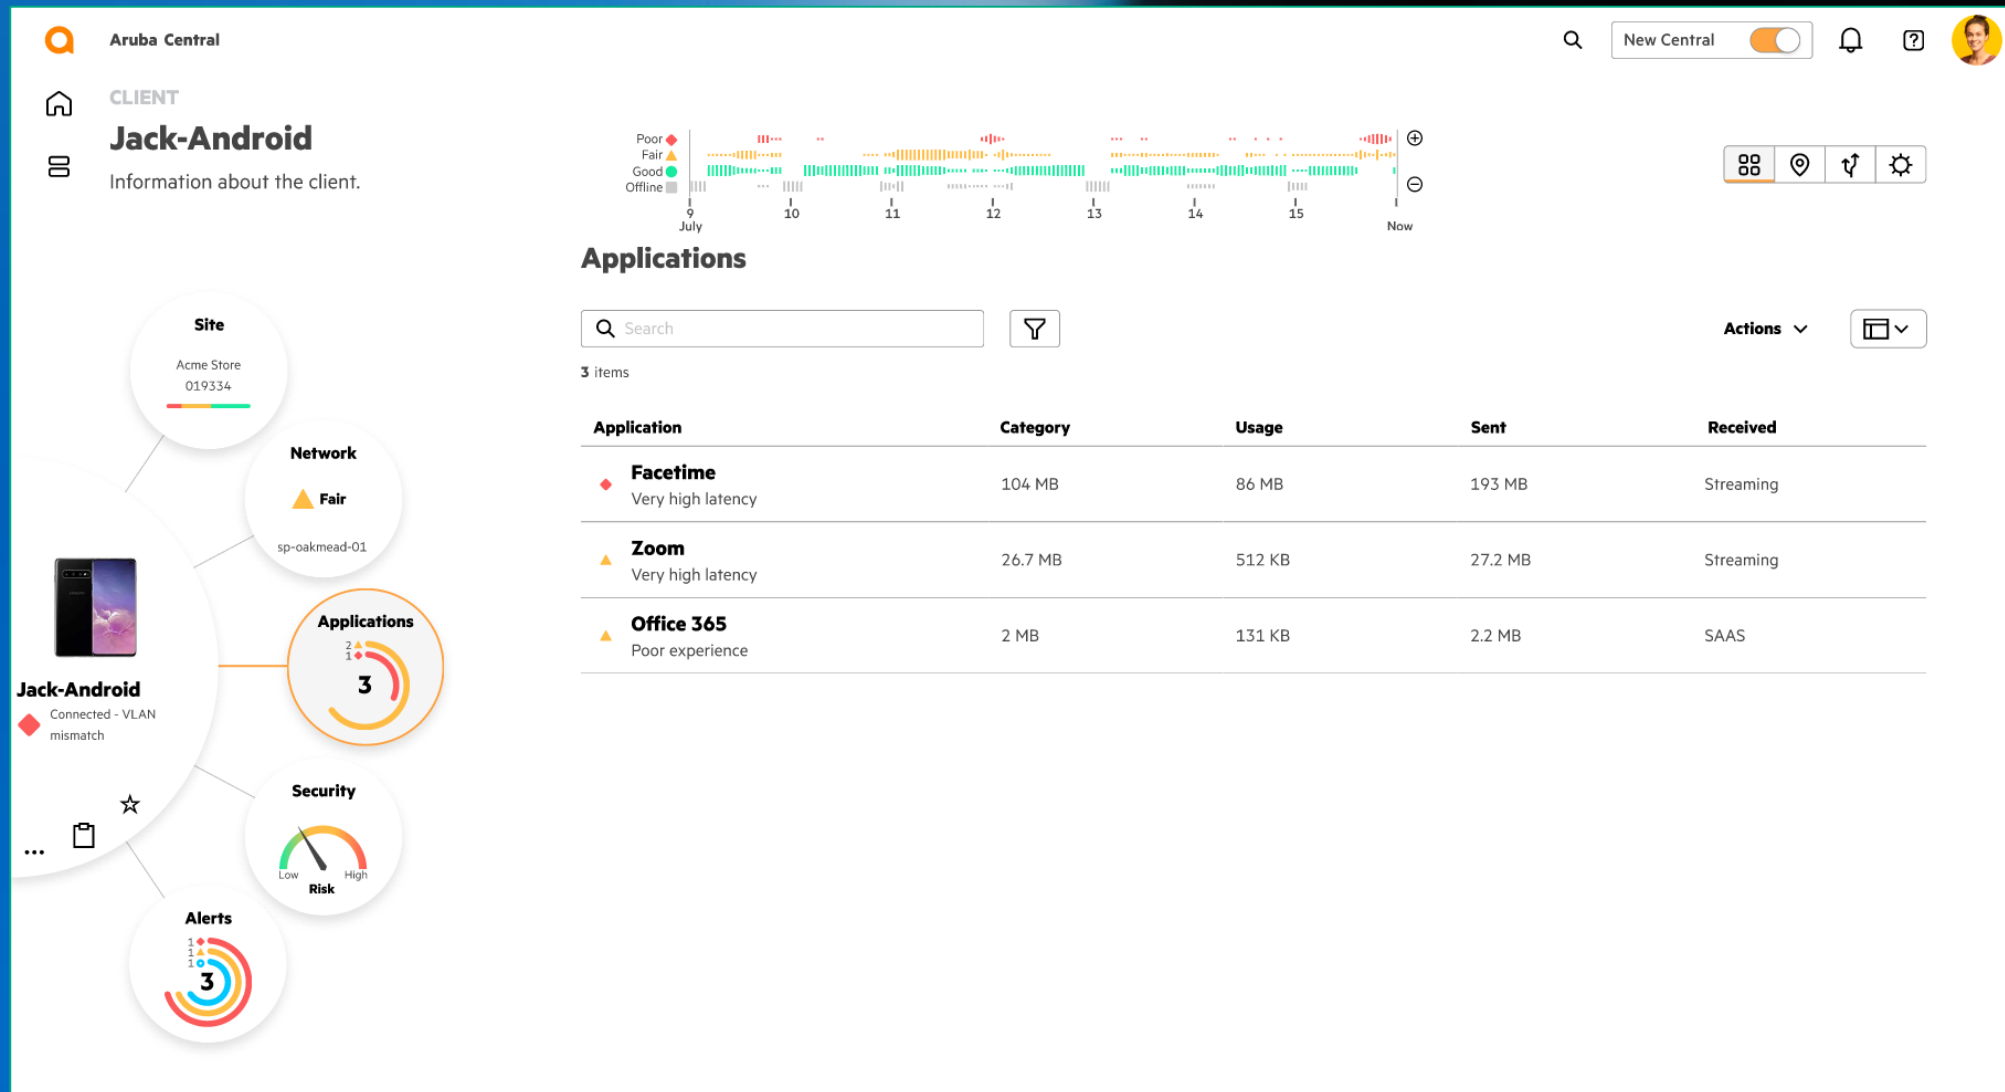 Aruba Central
New Central
CLIENT
Jack-Android
Information about the client.
Poor
Fair
Good
Offline
9 10 11 12 13 14 15
July Now
Applications
Search
Actions
3 items
Application Category Usage Sent Received
Facetime
Very high latency
104 MB 86 MB 193 MB Streaming
Zoom
Very high latency
26.7 MB 512 KB 27.2 MB Streaming
Office 365
Poor experience
2 MB 131 KB 2.2 MB SAAS
Site
Acme Store
019334
Network
Fair
sp-oakmead-01
Applications
2
1
3
Jack-Android
Connected - VLAN
mismatch
...
Security
Low High
Risk
Alerts
1
1
1
3